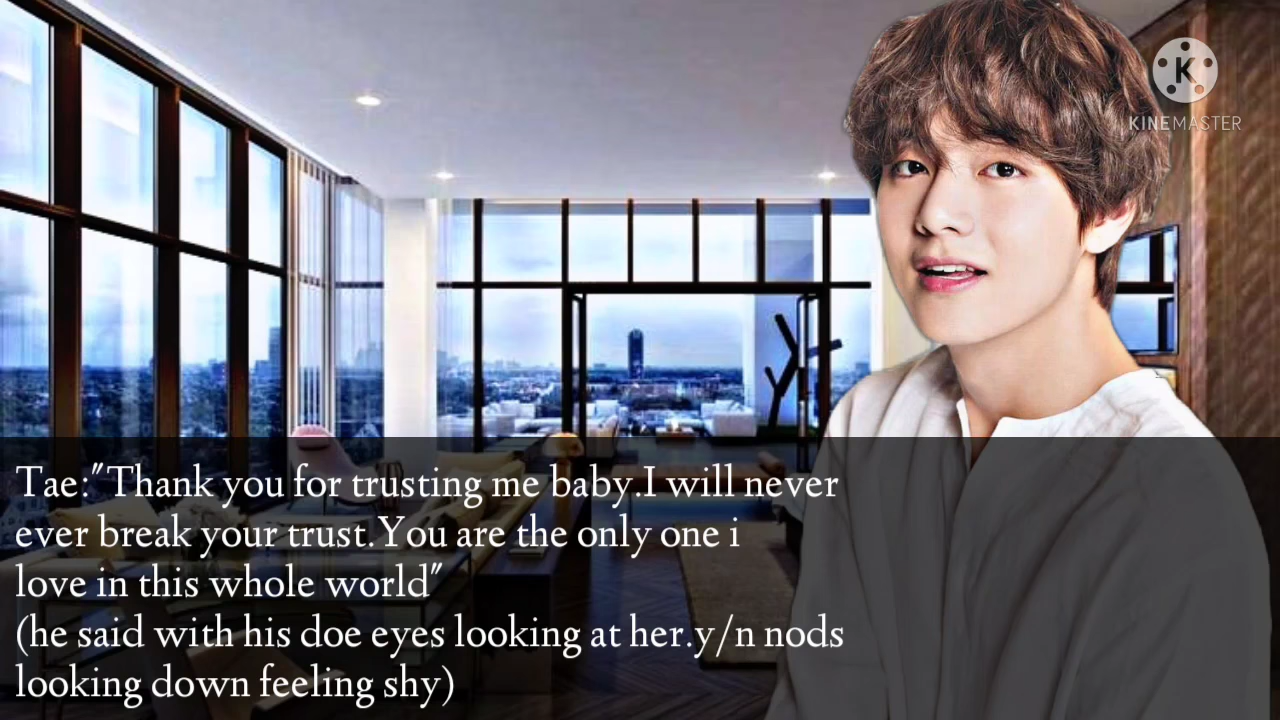 K
KINEMASTER
Tae:"Thank you for trusting me baby.I will never
ever break your trust.You are the only one i
love in this whole world"
(he said with his doe eyes looking at her.y/n nods
looking down feeling shy)